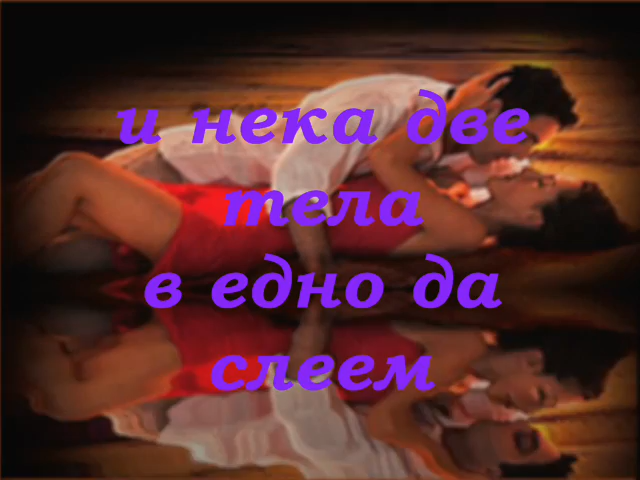 и нека две
тела
в едно да
слеем